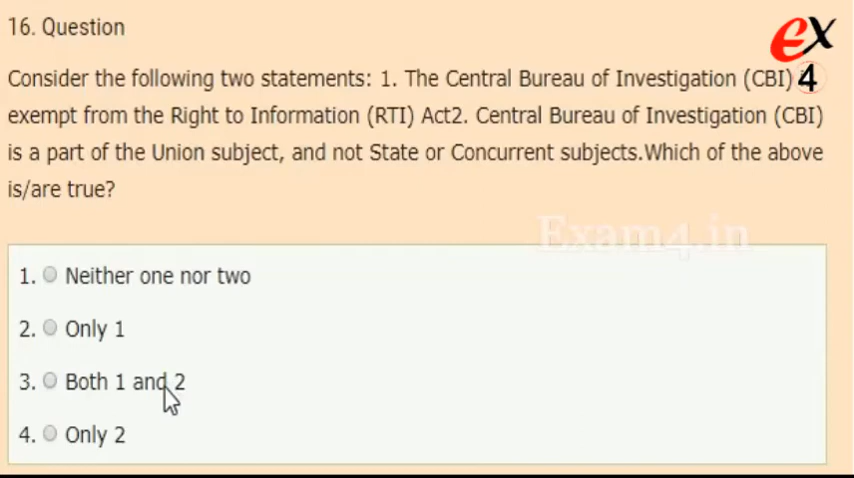 16. Question
ex
4
Consider the following two statements: 1. The Central Bureau of Investigation (CBI)
exempt from the Right to Information (RTI) Act2. Central Bureau of Investigation (CBI)
is a part of the Union subject, and not State or Concurrent subjects.Which of the above
is/are true?
Exam4.in
1. Neither one nor two
2. Only 1
3. Both 1 and 2
4. Only 2